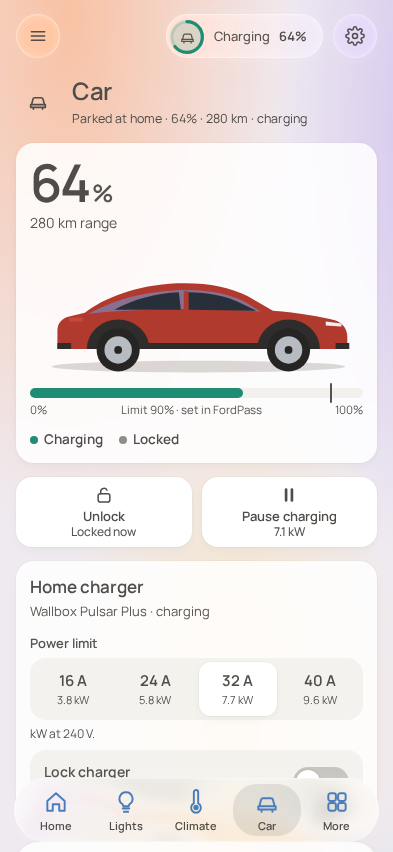 Charging 64%
Car
Parked at home · 64% · 280 km · charging
64%
280 km range
0% Limit 90% · set in FordPass 100%
Charging Locked
Unlock
Locked now
Pause charging
7.1 kW
Home charger
Wallbox Pulsar Plus · charging
Power limit
16 A 24 A 32 A 40 A
3.8 kW 5.8 kW 7.7 kW 9.6 kW
kW at 240 V.
Lock charger
Home Lights Climate Car More